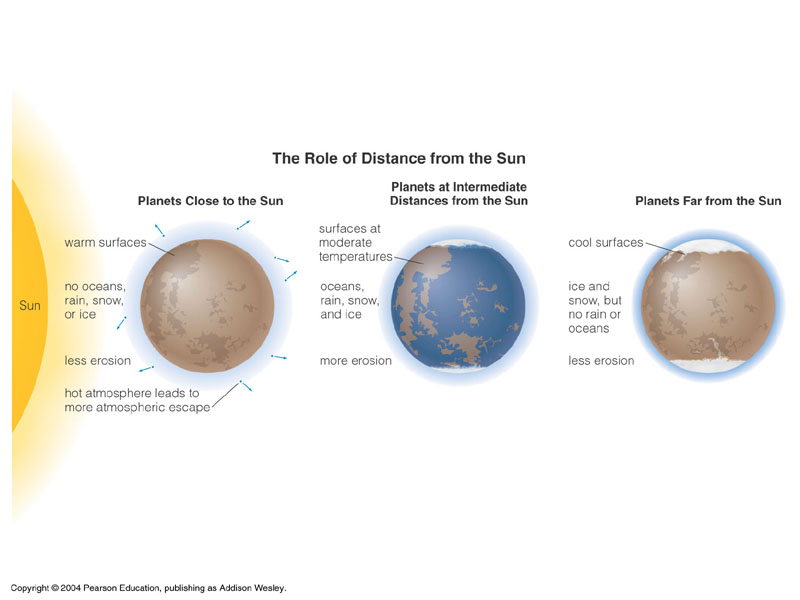 The Role of Distance from the Sun
Planets Close to the Sun
warm surfaces
no oceans,
rain, snow,
or ice
less erosion
hot atmosphere leads to
more atmospheric escape
Sun
Planets at Intermediate
Distances from the Sun
surfaces at
moderate
temperatures
oceans,
rain, snow,
and ice
more erosion
Planets Far from the Sun
cool surfaces
ice and
snow, but
no rain or
oceans
less erosion
Copyright © 2004 Pearson Education, publishing as Addison Wesley.